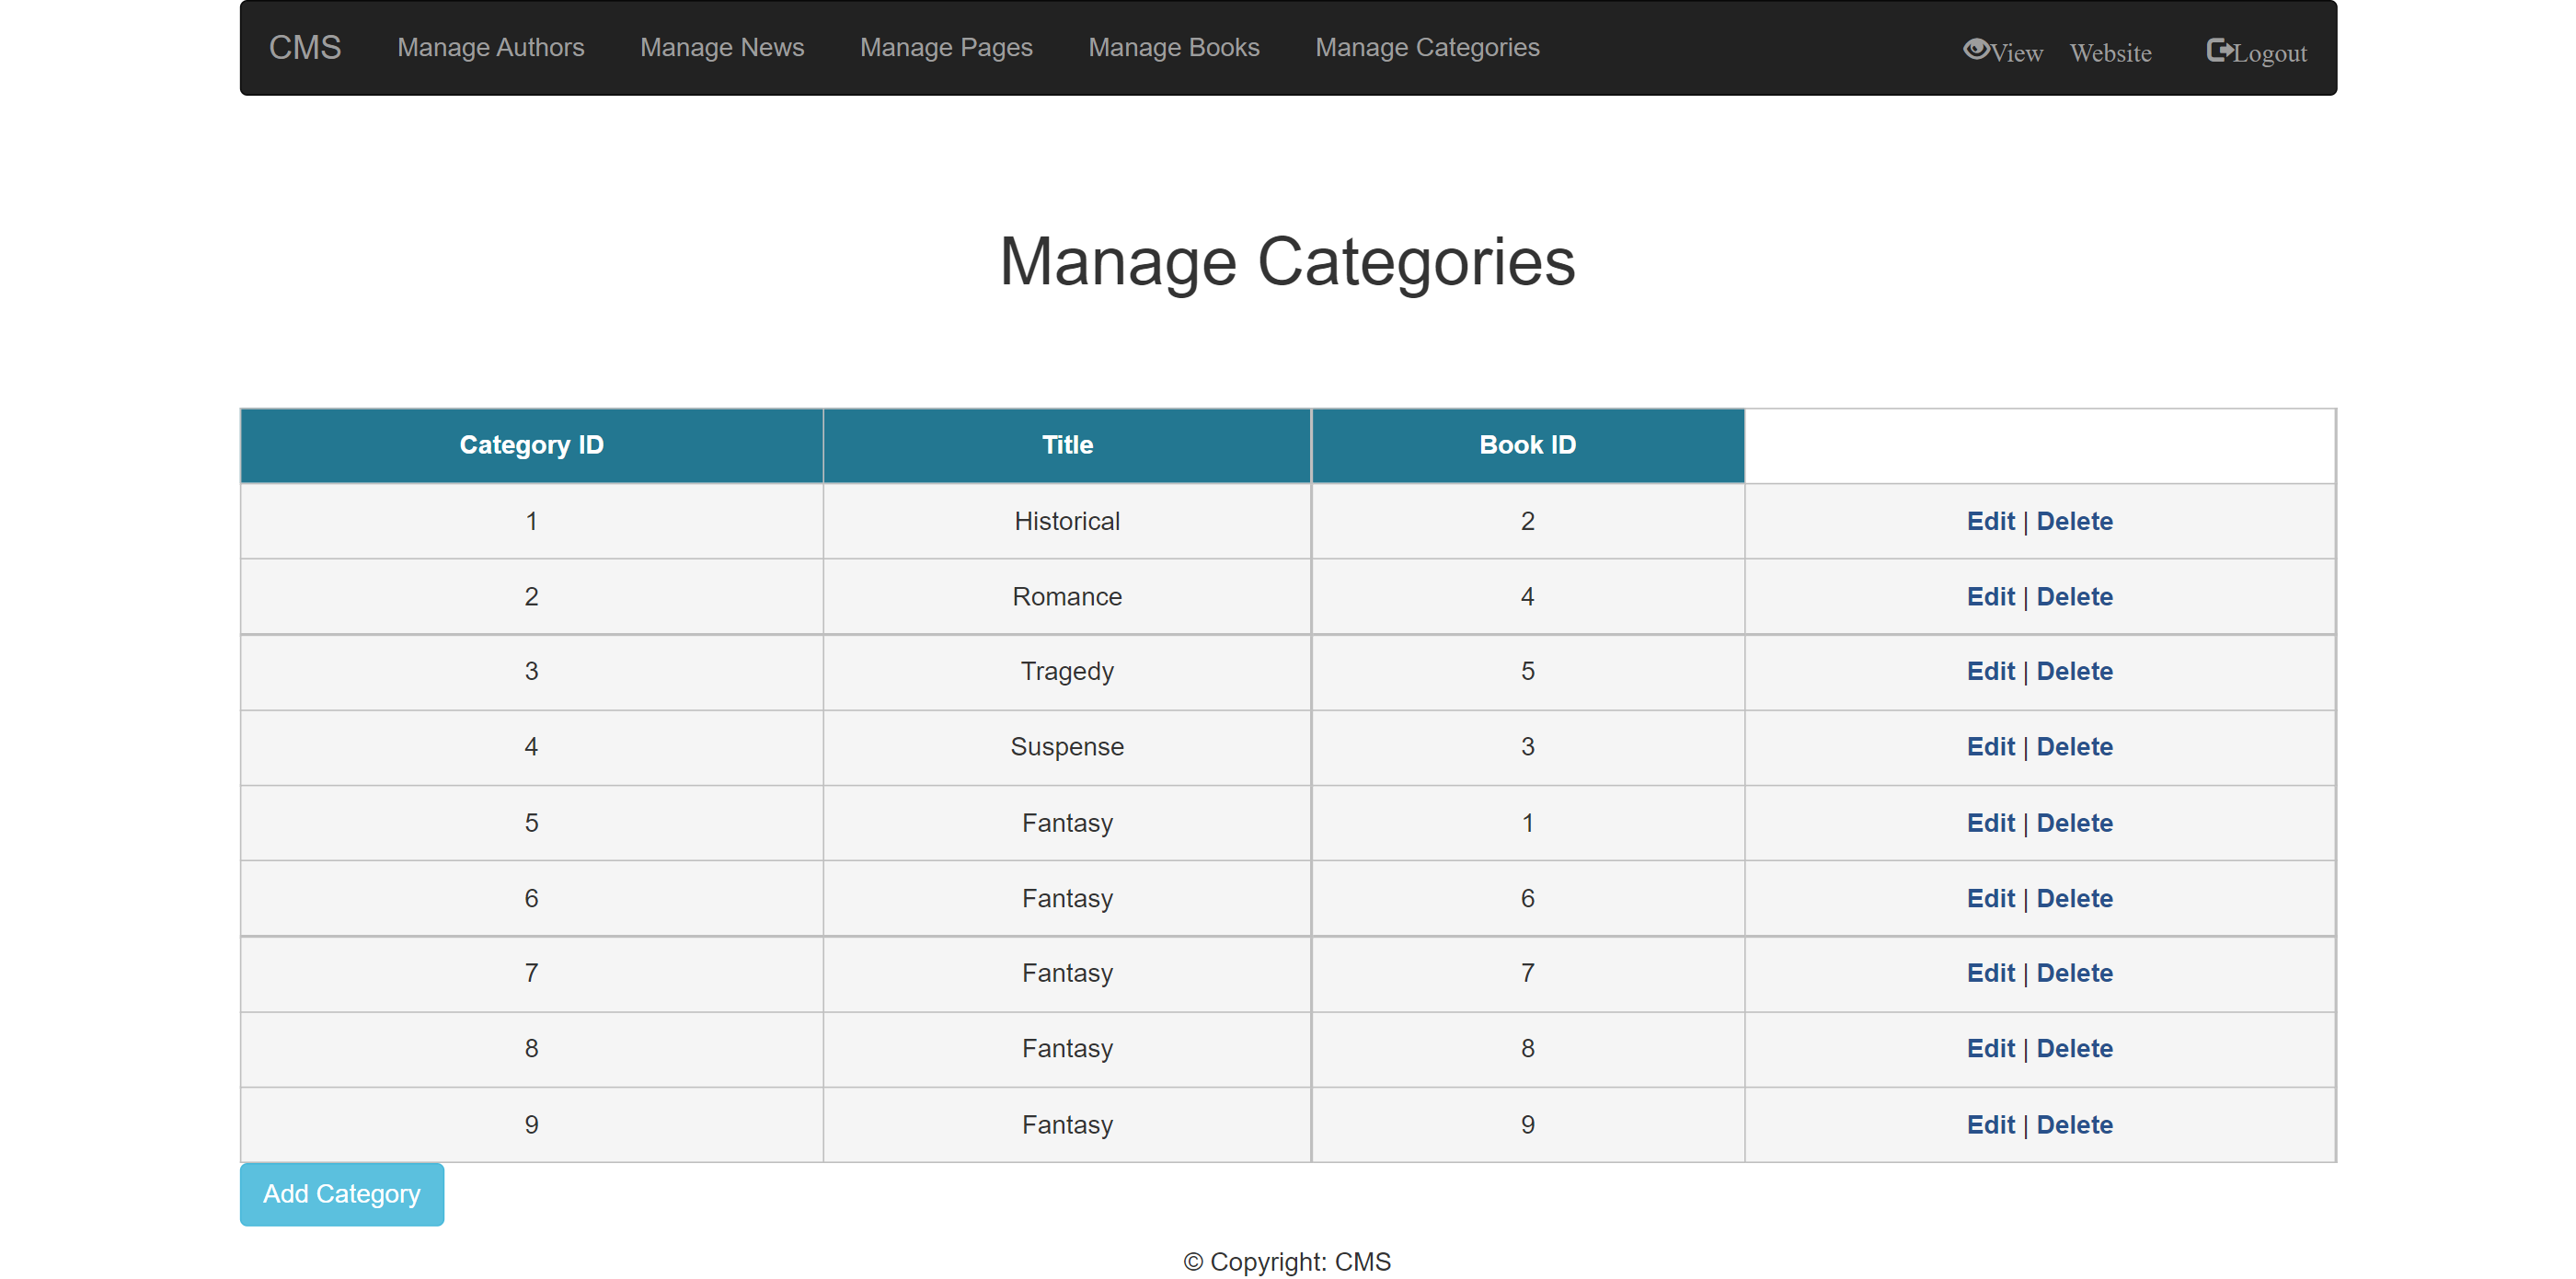 CMS Manage Authors Manage News Manage Pages Manage Books Manage Categories View Website Logout
Manage Categories
Category ID Title Book ID
1 Historical 2 Edit | Delete
2 Romance 4 Edit | Delete
3 Tragedy 5 Edit | Delete
4 Suspense 3 Edit | Delete
5 Fantasy 1 Edit | Delete
6 Fantasy 6 Edit | Delete
7 Fantasy 7 Edit | Delete
8 Fantasy 8 Edit | Delete
9 Fantasy 9 Edit | Delete
Add Category
© Copyright: CMS